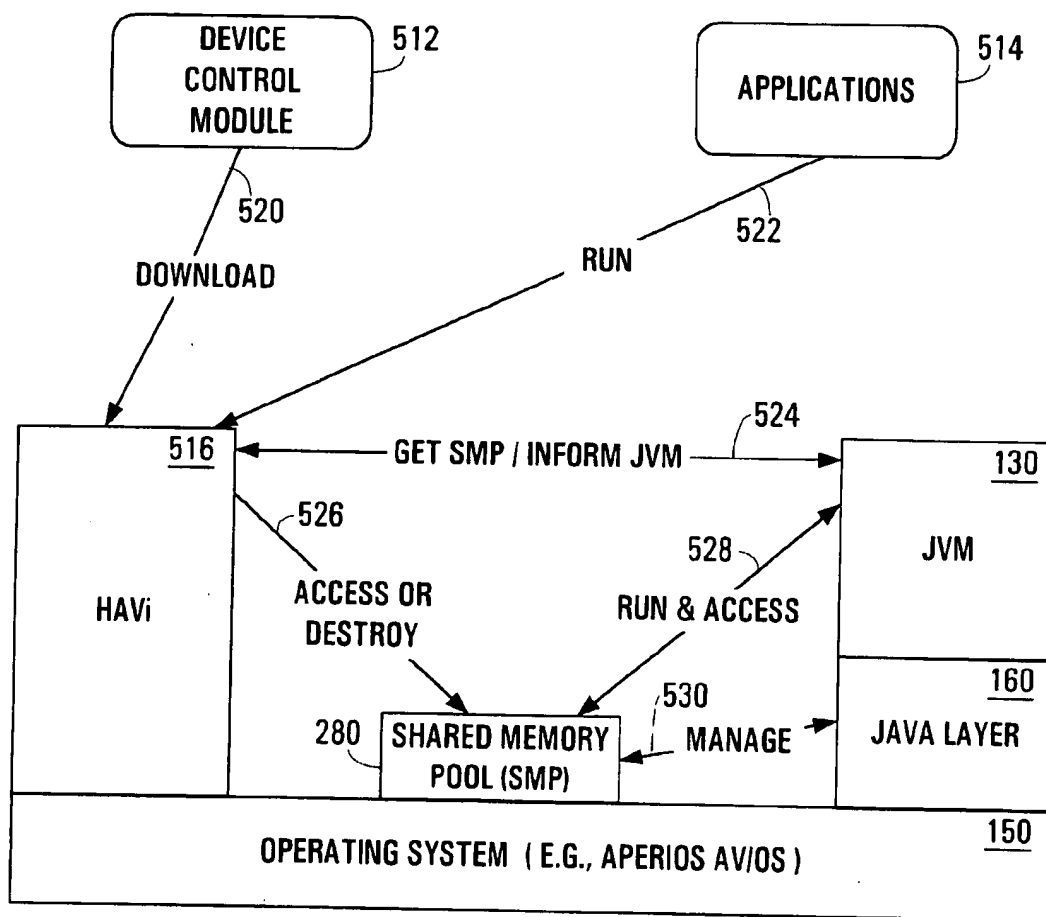 DEVICE
CONTROL
MODULE
512
APPLICATIONS
514
520
522
DOWNLOAD
RUN
516
GET SMP / INFORM JVM
524
130
526
528
JVM
HAVi
ACCESS OR
DESTROY
RUN & ACCESS
160
530
280
SHARED MEMORY
POOL (SMP)
MANAGE
JAVA LAYER
150
OPERATING SYSTEM ( E.G., APERIOS AV/OS )